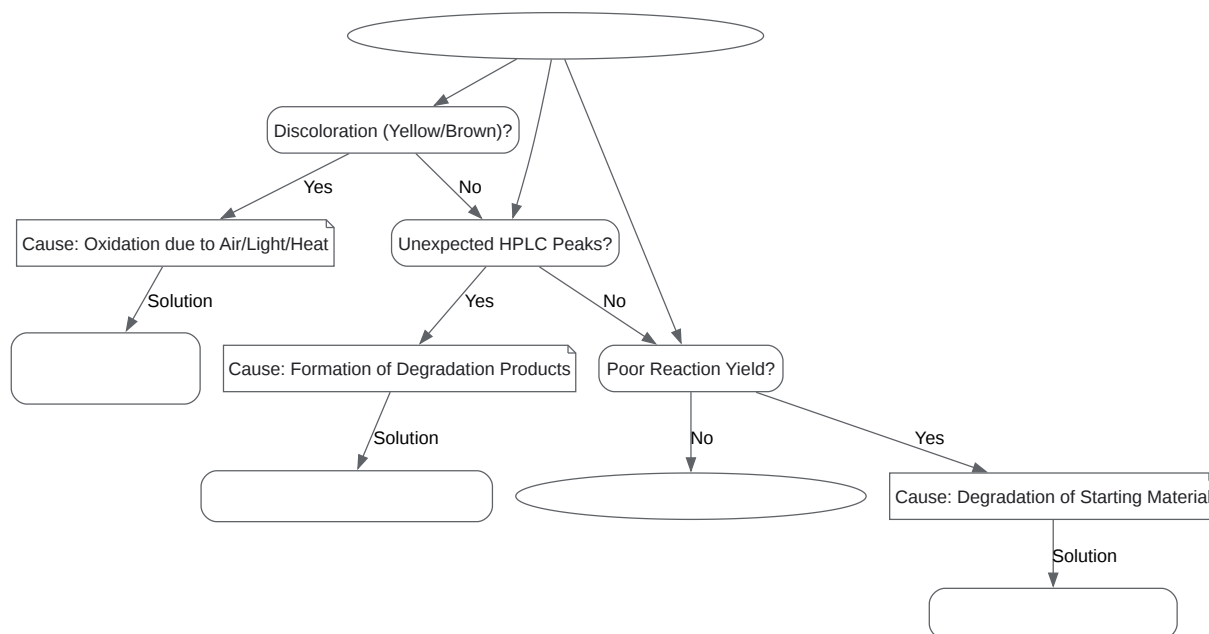 Discoloration (Yellow/Brown)?
Yes
No
Cause: Oxidation due to Air/Light/Heat
Unexpected HPLC Peaks?
Solution
Yes
No
Cause: Formation of Degradation Products
Poor Reaction Yield?
Solution
No
Yes
Cause: Degradation of Starting Material
Solution